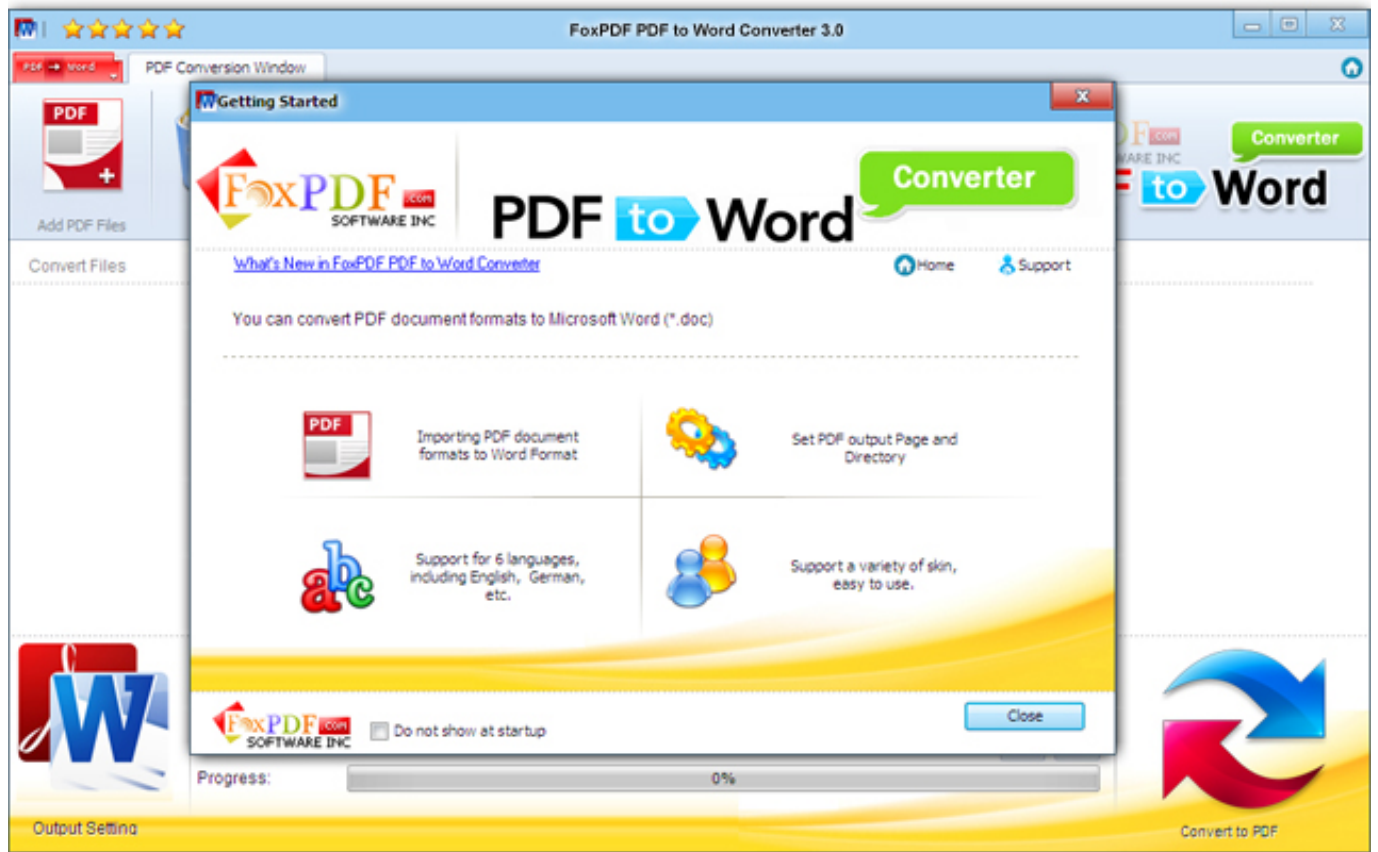 FoxPDF PDF to Word Converter 3.0
PDF Word
PDF Conversion Window
Getting Started
PDF
Add PDF Files
FoxPDF .com
SOFTWARE INC
PDF to Word
Converter
Converter
to Word
Convert Files
What's New in FoxPDF PDF to Word Converter
Home
Support
You can convert PDF document formats to Microsoft Word (*.doc)
PDF
Importing PDF document
formats to Word Format
Set PDF output Page and
Directory
abc
Support for 6 languages,
including English, German,
etc.
Support a variety of skin,
easy to use.
W
FoxPDF .com
SOFTWARE INC
Do not show at startup
Close
Progress:
0%
Output Setting
Convert to PDF